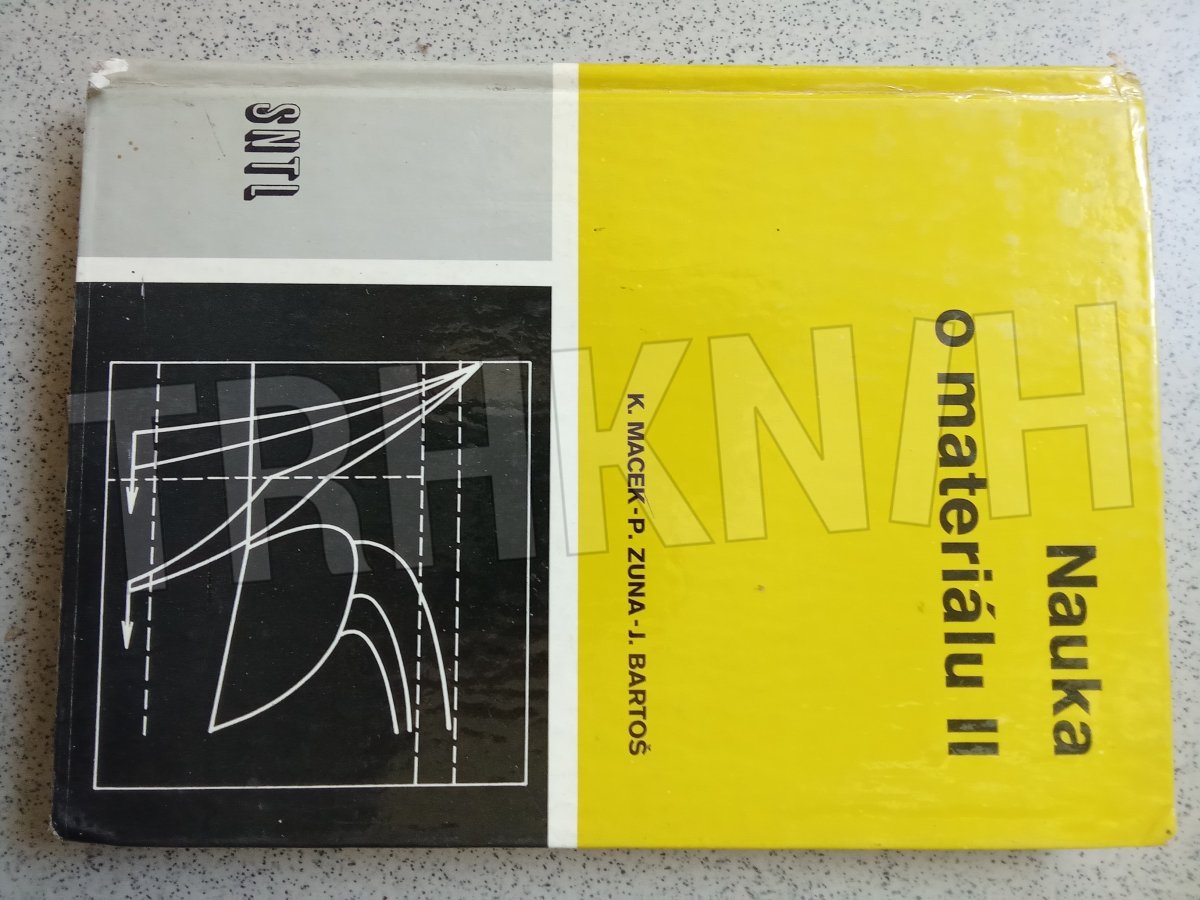 Nauka
o materiálu II
K. MACEK-P. ZUNA-J. BARTOŠ
SNTL
TRHKNIH